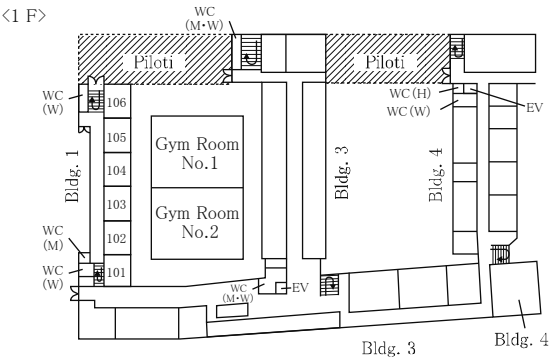 <1 F>
WC
(M・W)
Piloti
Piloti
WC
(W)
106
105
104
103
102
101
Gym Room
No.1
Gym Room
No.2
Bldg. 1
Bldg. 3
Bldg. 4
WC(H)
WC(W)
EV
WC
(M)
WC
(W)
WC
(M・W)
EV
Bldg. 3
Bldg. 4